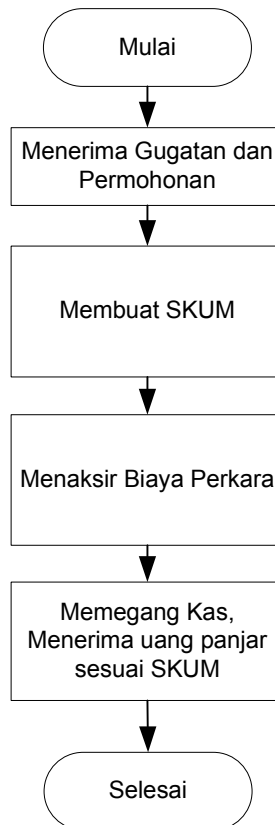 Mulai
Menerima Gugatan dan
Permohonan
Membuat SKUM
Menaksir Biaya Perkara
Memegang Kas,
Menerima uang panjar
sesuai SKUM
Selesai